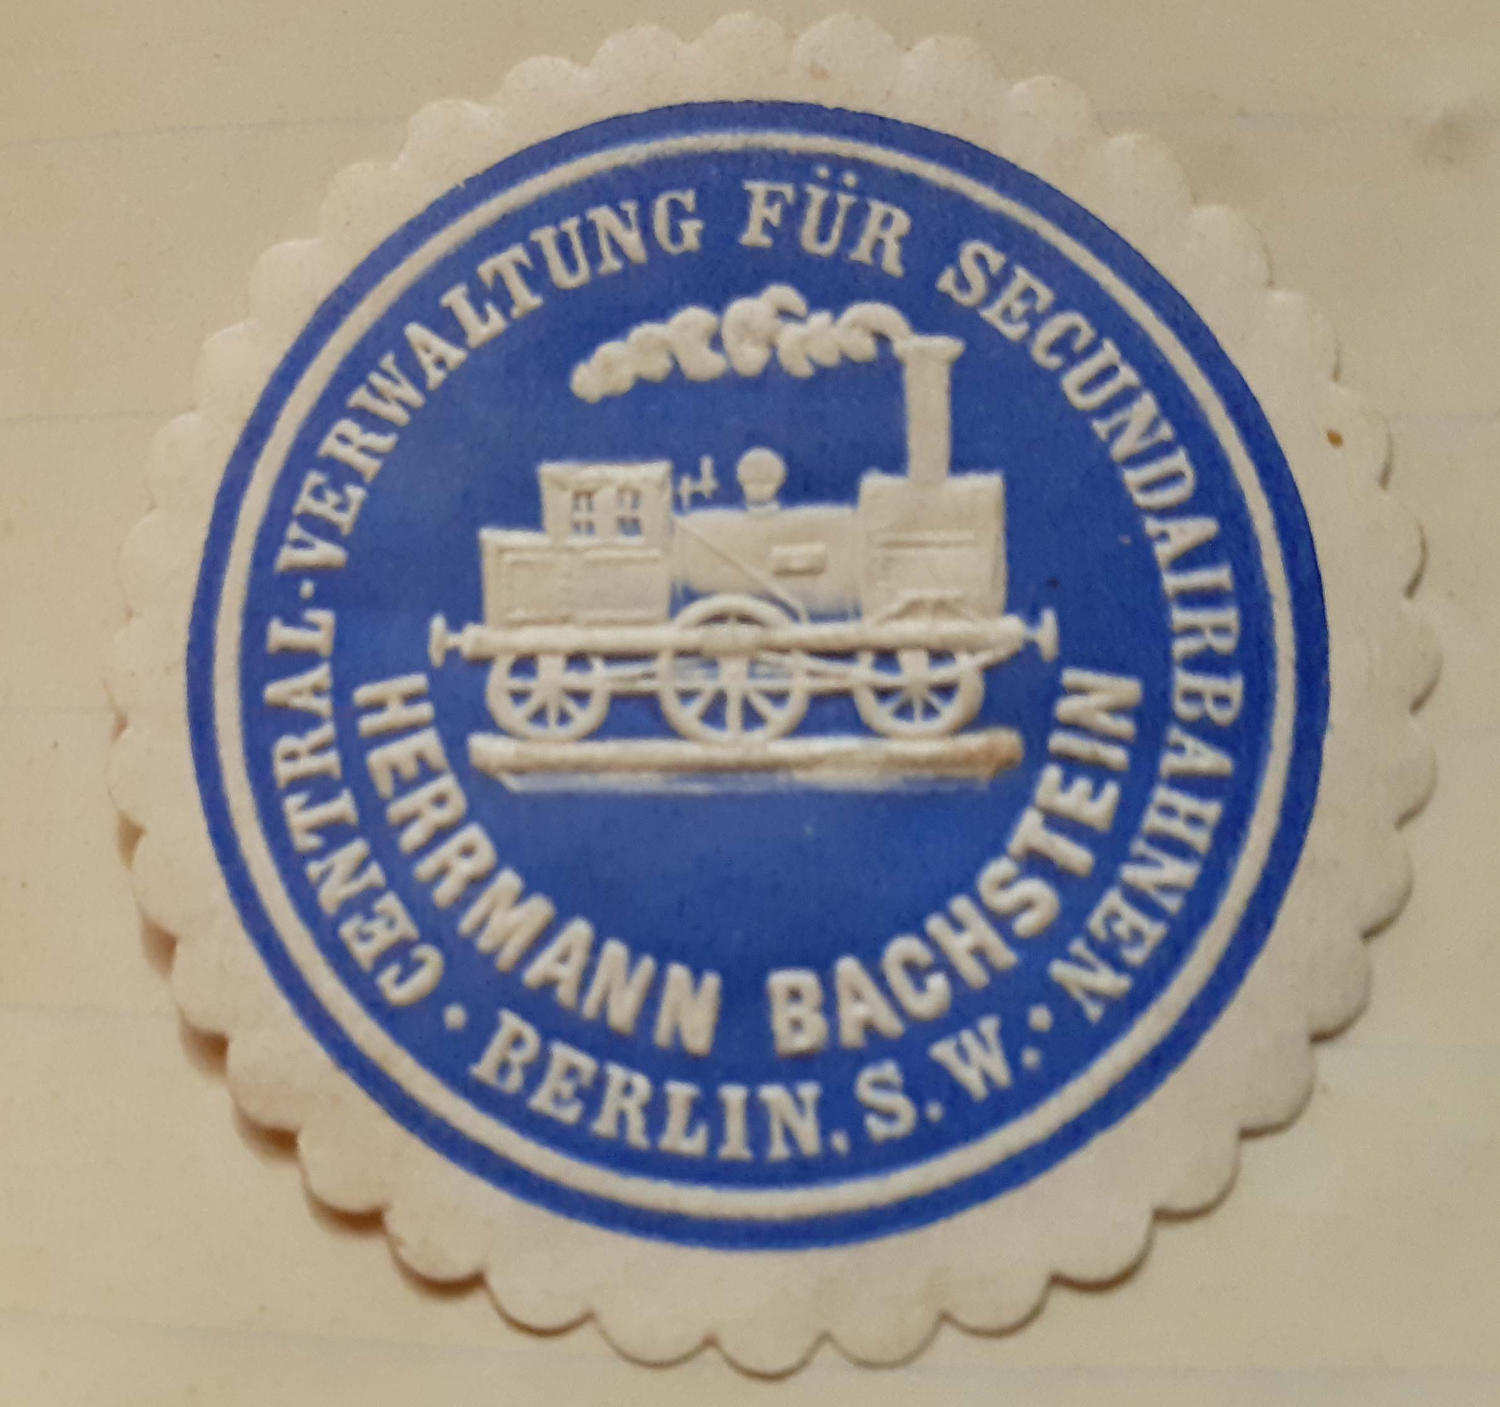 CENTRAL-VERWALTUNG FÜR SECUNDAIRBAHNEN
HERRMANN BACHSTEIN
· BERLIN, S. W. ·